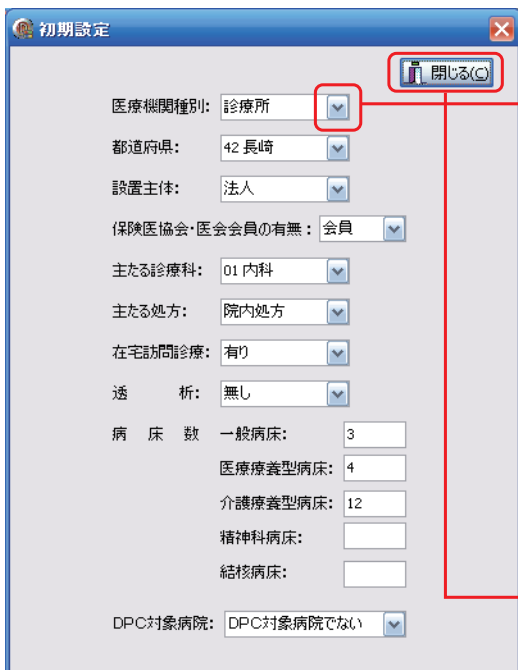 初期設定
閉じる(C)
医療機関種別: 診療所
都道府県: 42 長崎
設置主体: 法人
保険医協会・医会会員の有無: 会員
主たる診療科: 01 内科
主たる処方: 院内処方
在宅訪問診療: 有り
透 析: 無し
病 床 数 一般病床: 3
医療療養型病床: 4
介護療養型病床: 12
精神科病床:
結核病床:
DPC対象病院: DPC対象病院でない